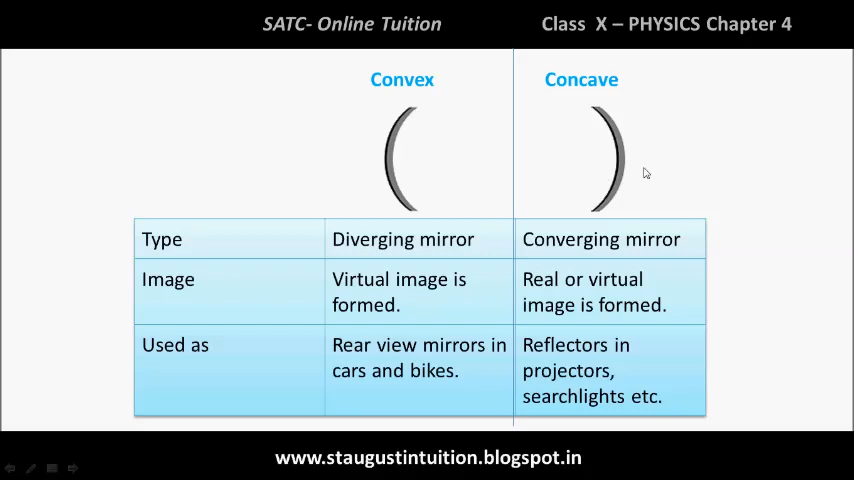 SATC- Online Tuition
Class X – PHYSICS Chapter 4
Convex
Concave
Type
Diverging mirror
Converging mirror
Image
Virtual image is
formed.
Real or virtual
image is formed.
Used as
Rear view mirrors in
cars and bikes.
Reflectors in
projectors,
searchlights etc.
www.staugustintuition.blogspot.in